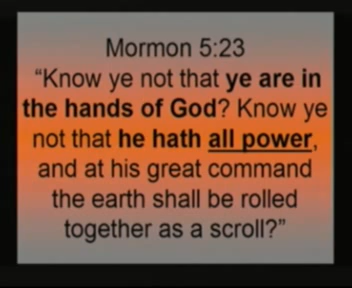 Mormon 5:23
“Know ye not that ye are in
the hands of God? Know ye
not that he hath all power,
and at his great command
the earth shall be rolled
together as a scroll?”